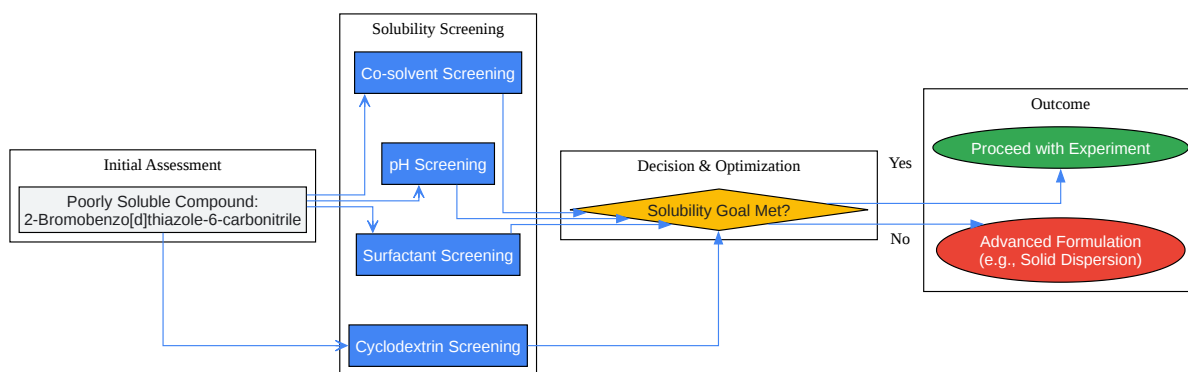 Initial Assessment
Poorly Soluble Compound:
2-Bromobenzo[d]thiazole-6-carbonitrile
Solubility Screening
Co-solvent Screening
pH Screening
Surfactant Screening
Cyclodextrin Screening
Decision & Optimization
Solubility Goal Met?
Yes
No
Outcome
Proceed with Experiment
Advanced Formulation
(e.g., Solid Dispersion)